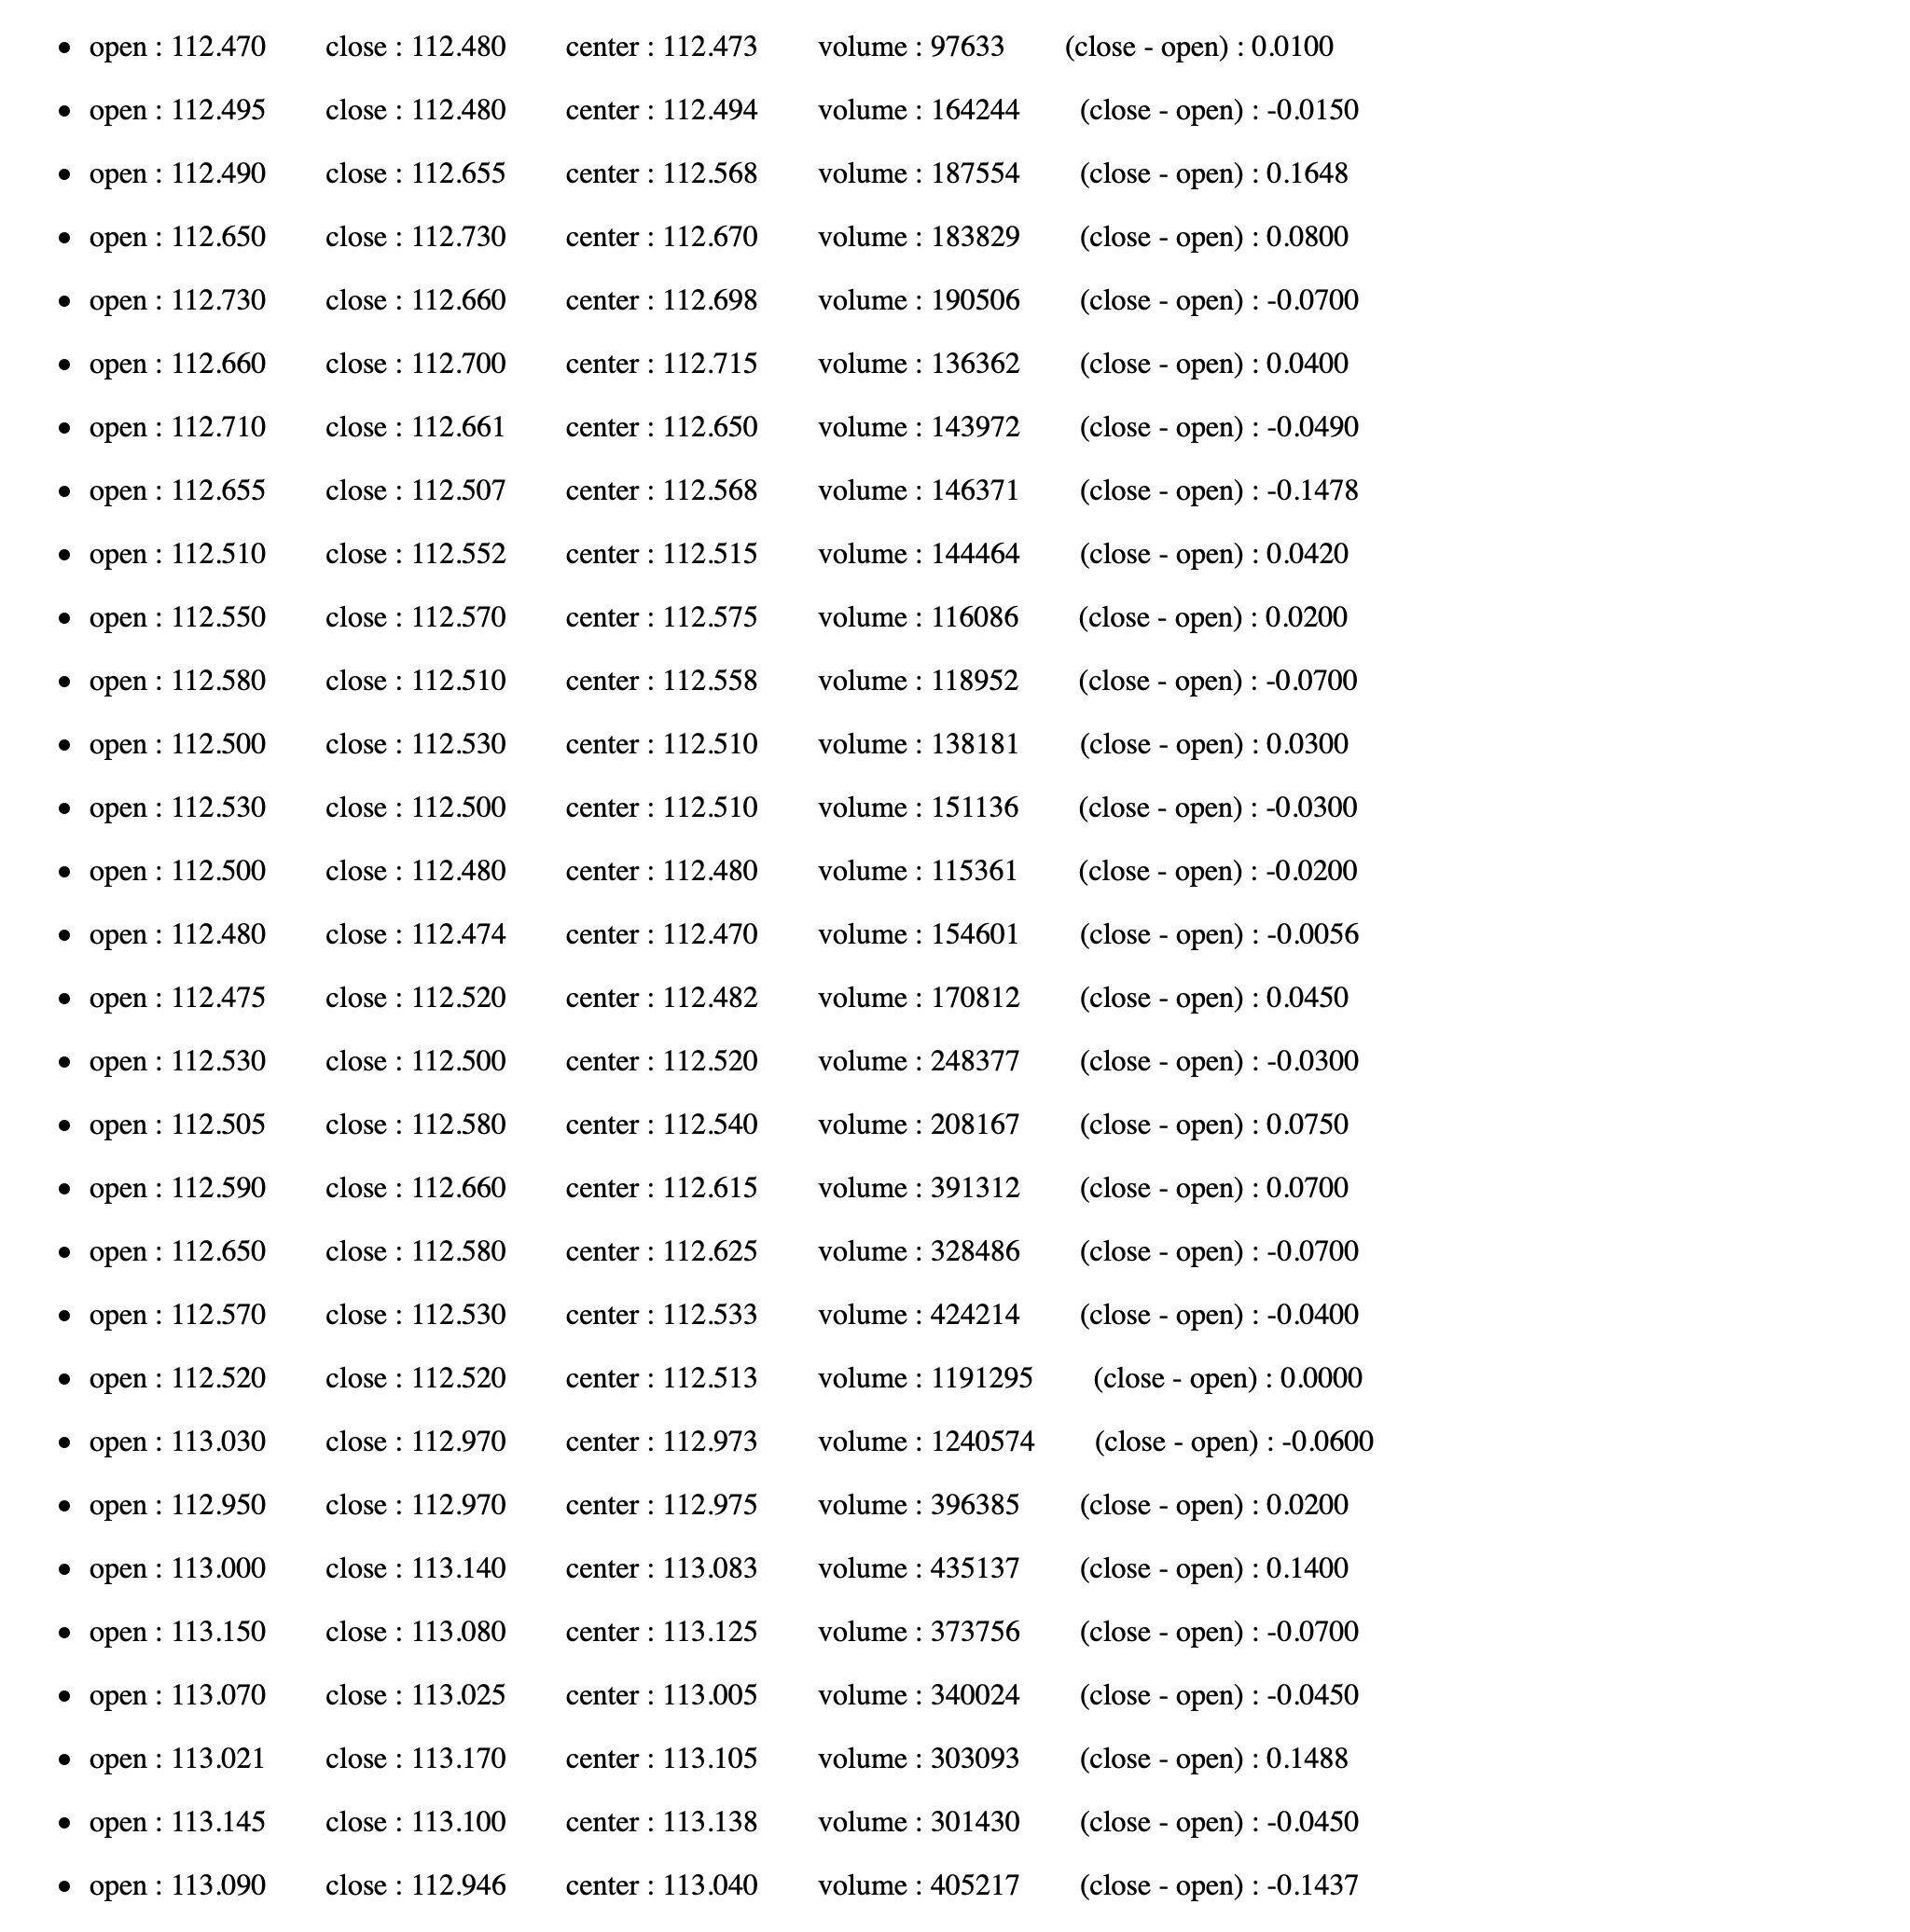 • open : 112.470 close : 112.480 center : 112.473 volume : 97633 (close - open) : 0.0100
• open : 112.495 close : 112.480 center : 112.494 volume : 164244 (close - open) : -0.0150
• open : 112.490 close : 112.655 center : 112.568 volume : 187554 (close - open) : 0.1648
• open : 112.650 close : 112.730 center : 112.670 volume : 183829 (close - open) : 0.0800
• open : 112.730 close : 112.660 center : 112.698 volume : 190506 (close - open) : -0.0700
• open : 112.660 close : 112.700 center : 112.715 volume : 136362 (close - open) : 0.0400
• open : 112.710 close : 112.661 center : 112.650 volume : 143972 (close - open) : -0.0490
• open : 112.655 close : 112.507 center : 112.568 volume : 146371 (close - open) : -0.1478
• open : 112.510 close : 112.552 center : 112.515 volume : 144464 (close - open) : 0.0420
• open : 112.550 close : 112.570 center : 112.575 volume : 116086 (close - open) : 0.0200
• open : 112.580 close : 112.510 center : 112.558 volume : 118952 (close - open) : -0.0700
• open : 112.500 close : 112.530 center : 112.510 volume : 138181 (close - open) : 0.0300
• open : 112.530 close : 112.500 center : 112.510 volume : 151136 (close - open) : -0.0300
• open : 112.500 close : 112.480 center : 112.480 volume : 115361 (close - open) : -0.0200
• open : 112.480 close : 112.474 center : 112.470 volume : 154601 (close - open) : -0.0056
• open : 112.475 close : 112.520 center : 112.482 volume : 170812 (close - open) : 0.0450
• open : 112.530 close : 112.500 center : 112.520 volume : 248377 (close - open) : -0.0300
• open : 112.505 close : 112.580 center : 112.540 volume : 208167 (close - open) : 0.0750
• open : 112.590 close : 112.660 center : 112.615 volume : 391312 (close - open) : 0.0700
• open : 112.650 close : 112.580 center : 112.625 volume : 328486 (close - open) : -0.0700
• open : 112.570 close : 112.530 center : 112.533 volume : 424214 (close - open) : -0.0400
• open : 112.520 close : 112.520 center : 112.513 volume : 1191295 (close - open) : 0.0000
• open : 113.030 close : 112.970 center : 112.973 volume : 1240574 (close - open) : -0.0600
• open : 112.950 close : 112.970 center : 112.975 volume : 396385 (close - open) : 0.0200
• open : 113.000 close : 113.140 center : 113.083 volume : 435137 (close - open) : 0.1400
• open : 113.150 close : 113.080 center : 113.125 volume : 373756 (close - open) : -0.0700
• open : 113.070 close : 113.025 center : 113.005 volume : 340024 (close - open) : -0.0450
• open : 113.021 close : 113.170 center : 113.105 volume : 303093 (close - open) : 0.1488
• open : 113.145 close : 113.100 center : 113.138 volume : 301430 (close - open) : -0.0450
• open : 113.090 close : 112.946 center : 113.040 volume : 405217 (close - open) : -0.1437